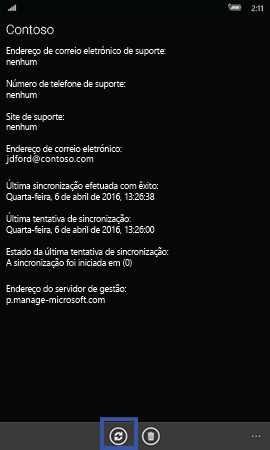 2:11
Contoso
Endereço de correio eletrónico de suporte:
nenhum
Número de telefone de suporte:
nenhum
Site de suporte:
nenhum
Endereço de correio eletrónico:
jdford@contoso.com
Última sincronização efetuada com êxito:
Quarta-feira, 6 de abril de 2016, 13:26:38
Última tentativa de sincronização:
Quarta-feira, 6 de abril de 2016, 13:26:00
Estado da última tentativa de sincronização:
A sincronização foi iniciada em (0)
Endereço do servidor de gestão:
p.manage-microsoft.com